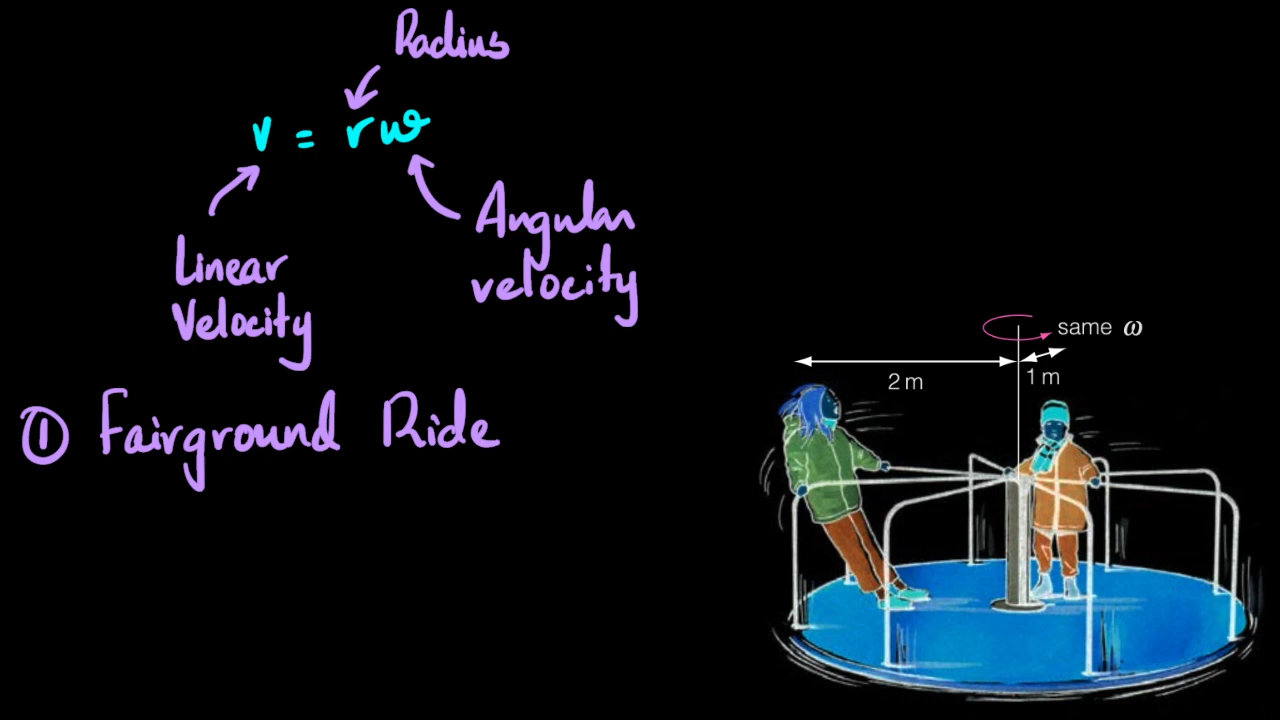 Radius
v = rω
Linear
Velocity
Angular
velocity
① Fairground Ride
same ω
2 m
1 m